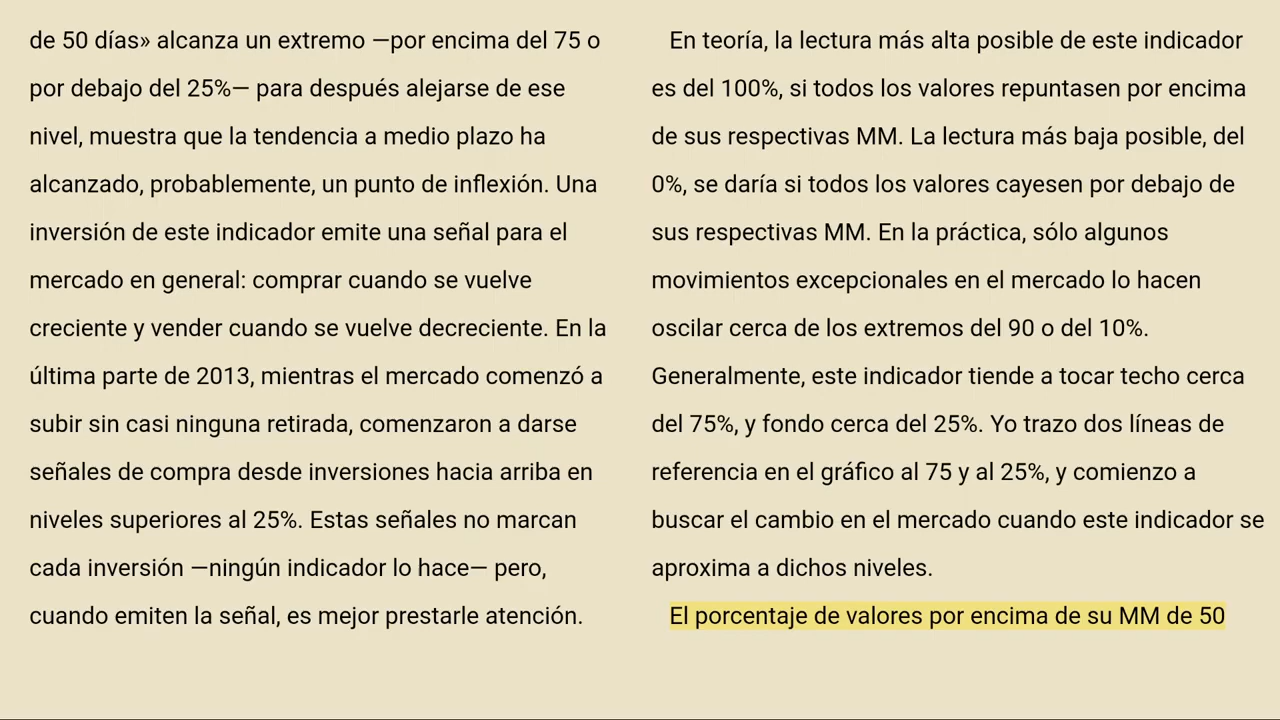 de 50 días» alcanza un extremo —por encima del 75 o
por debajo del 25%— para después alejarse de ese
nivel, muestra que la tendencia a medio plazo ha
alcanzado, probablemente, un punto de inflexión. Una
inversión de este indicador emite una señal para el
mercado en general: comprar cuando se vuelve
creciente y vender cuando se vuelve decreciente. En la
última parte de 2013, mientras el mercado comenzó a
subir sin casi ninguna retirada, comenzaron a darse
señales de compra desde inversiones hacia arriba en
niveles superiores al 25%. Estas señales no marcan
cada inversión —ningún indicador lo hace— pero,
cuando emiten la señal, es mejor prestarle atención.
En teoría, la lectura más alta posible de este indicador
es del 100%, si todos los valores repuntasen por encima
de sus respectivas MM. La lectura más baja posible, del
0%, se daría si todos los valores cayesen por debajo de
sus respectivas MM. En la práctica, sólo algunos
movimientos excepcionales en el mercado lo hacen
oscilar cerca de los extremos del 90 o del 10%.
Generalmente, este indicador tiende a tocar techo cerca
del 75%, y fondo cerca del 25%. Yo trazo dos líneas de
referencia en el gráfico al 75 y al 25%, y comienzo a
buscar el cambio en el mercado cuando este indicador se
aproxima a dichos niveles.
El porcentaje de valores por encima de su MM de 50